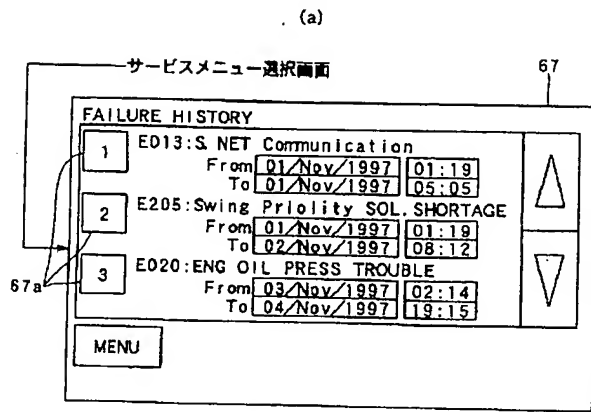 (a)
サービスメニュー選択画面
67
FAILURE HISTORY
1 E013:S. NET Communication
From 01/Nov/1997 01:19
To 01/Nov/1997 05:05
2 E205:Swing Priolity SOL. SHORTAGE
From 01/Nov/1997 01:19
To 02/Nov/1997 08:12
67a
3 E020:ENG OIL PRESS TROUBLE
From 03/Nov/1997 02:14
To 04/Nov/1997 19:15
MENU